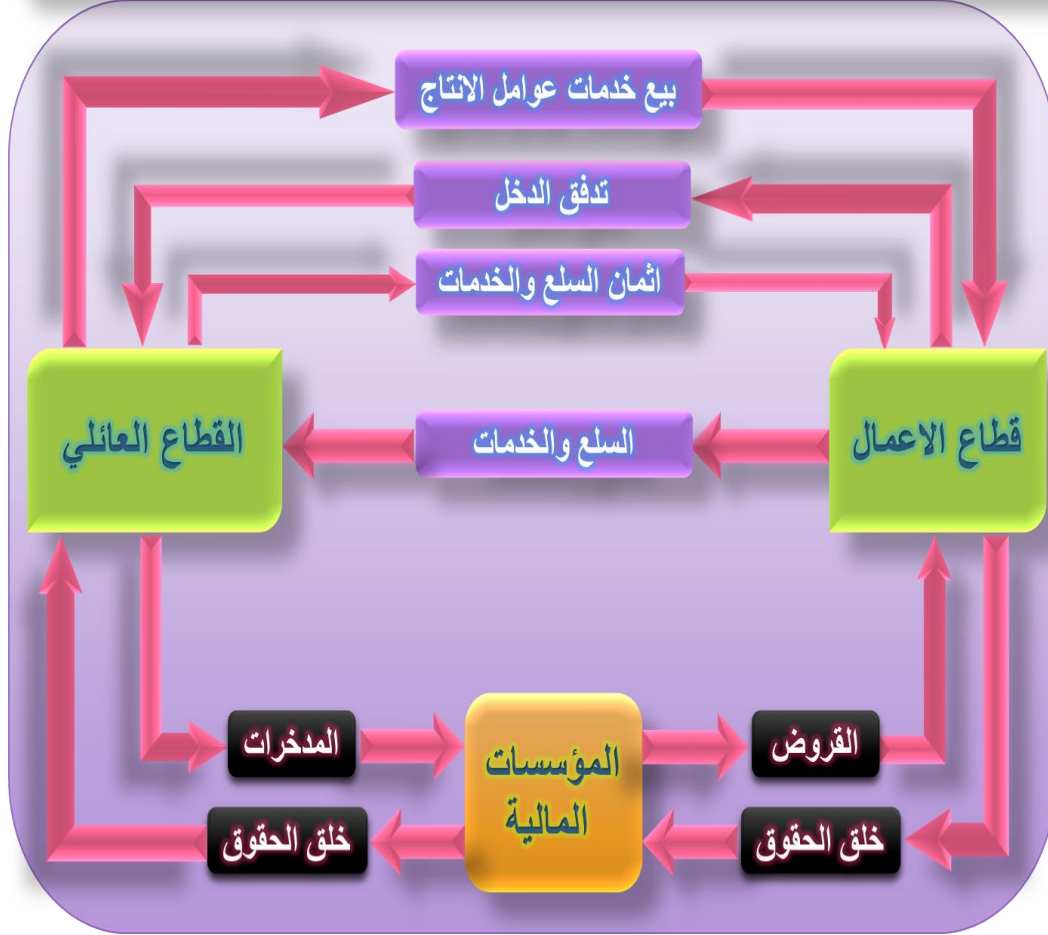 بيع خدمات عوامل الانتاج
تدفق الدخل
اثمان السلع والخدمات
قطاع الاعمال
السلع والخدمات
القطاع العائلي
القروض
المؤسسات
المالية
المدخرات
خلق الحقوق
خلق الحقوق